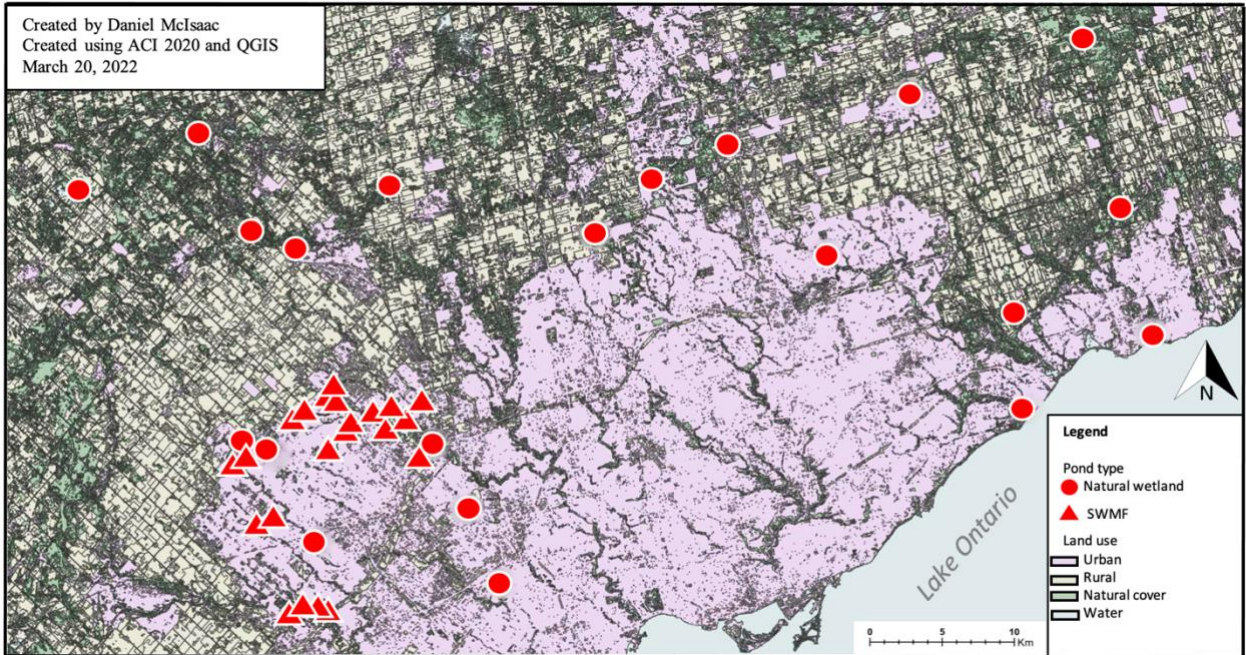 Created by Daniel McIsaac
Created using ACI 2020 and QGIS
March 20, 2022
N
Lake Ontario
Legend
Pond type
Natural wetland
SWMF
Land use
Urban
Rural
Natural cover
Water
0 5 10
Km